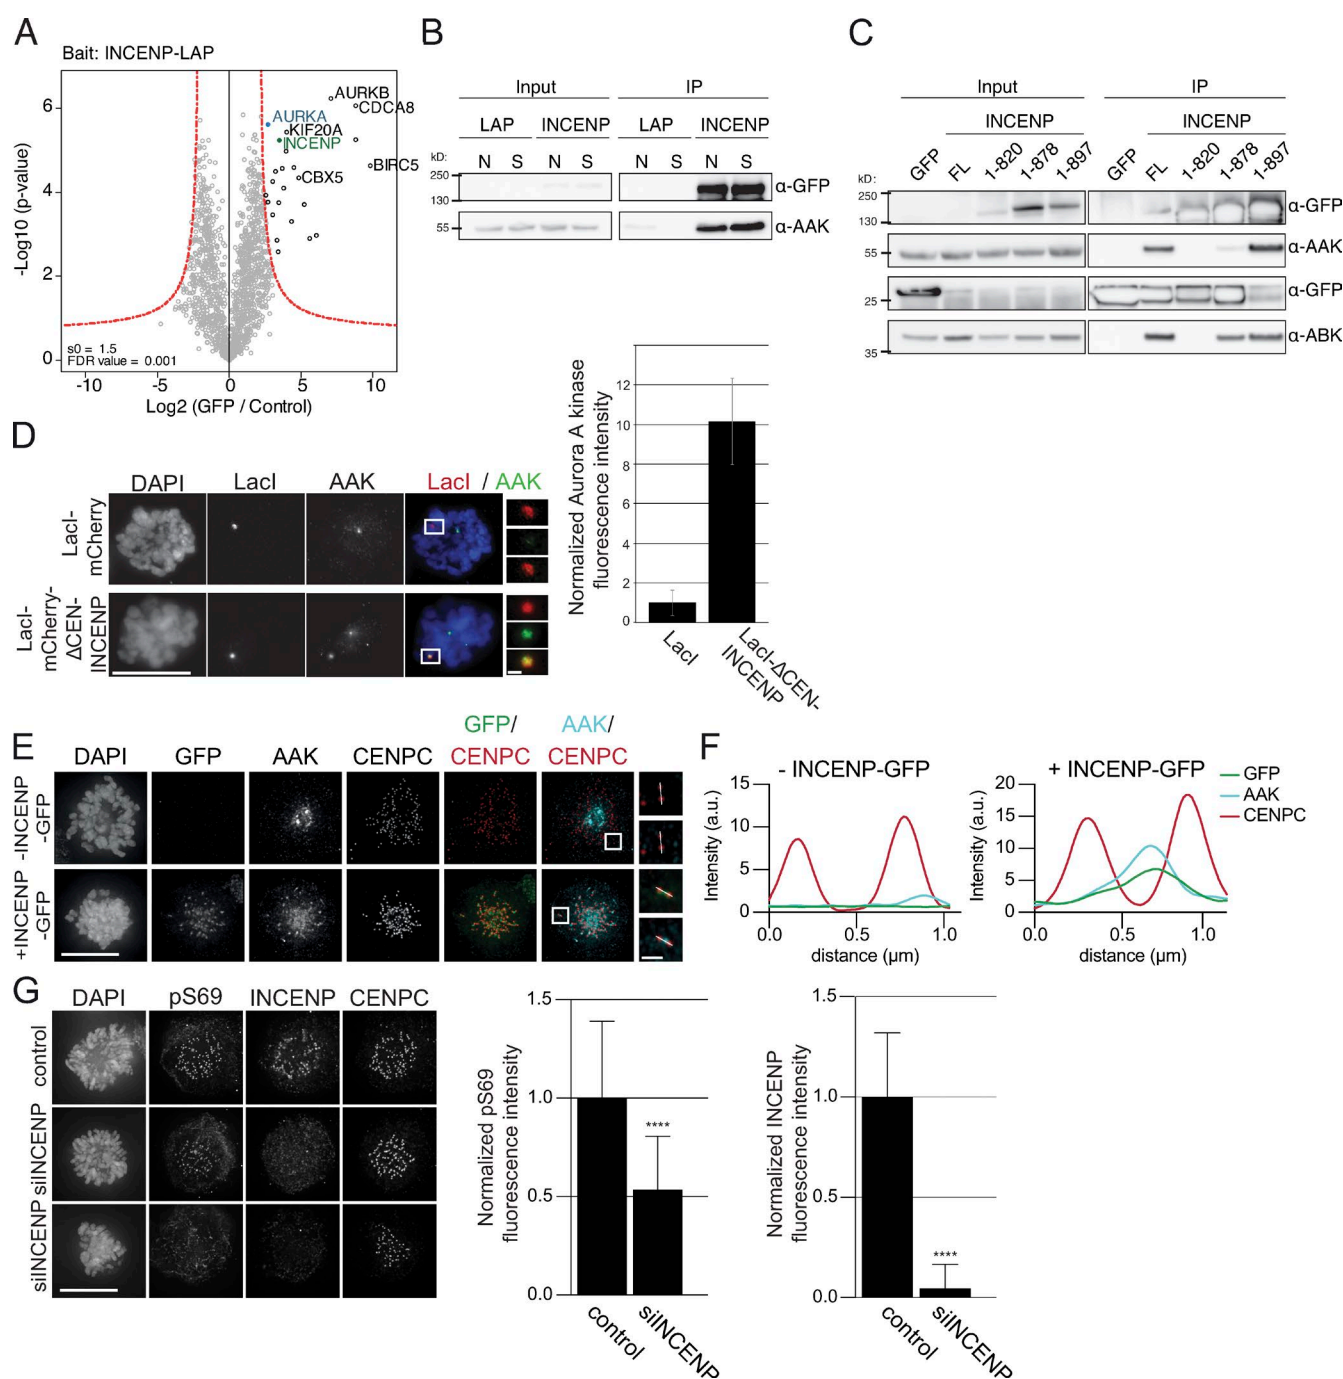 A
Bait: INCENP-LAP
-Log10 (p-value)
6
4
2
0
AURKB
CDCA8
AURKA
KIF20A
INCENP
BIRC5
CBX5
s0 = 1.5
FDR value = 0.001
-10 -5 0 5 10
Log2 (GFP / Control)
B
Input IP
LAP INCENP LAP INCENP
kD: N S N S N S N S
250
130
α-GFP
55
α-AAK
C
Input IP
INCENP INCENP
GFP FL 1-820 1-878 1-897 GFP FL 1-820 1-878 1-897
kD:
250
130
α-GFP
55
α-AAK
25
α-GFP
35
α-ABK
D
DAPI LacI AAK LacI / AAK
LacI-
mCherry
LacI-
mCherry-
ΔCEN-
INCENP
Normalized Aurora A kinase
fluorescence intensity
12
10
8
6
4
2
0
LacI
LacI-ΔCEN-
INCENP
E
DAPI GFP AAK CENPC GFP/
CENPC
AAK/
CENPC
-INCENP
-GFP
+INCENP
-GFP
F
- INCENP-GFP
Intensity (a.u.)
15
10
5
0
0.0 0.5 1.0
distance (µm)
+ INCENP-GFP
Intensity (a.u.)
20
15
10
5
0
0.0 0.5 1.0
distance (µm)
GFP
AAK
CENPC
G
DAPI pS69 INCENP CENPC
control
siINCENP
siINCENP
Normalized pS69
fluorescence intensity
1.5
1.0
0.5
0.0
****
control
siINCENP
Normalized INCENP
fluorescence intensity
1.5
1.0
0.5
0.0
****
control
siINCENP